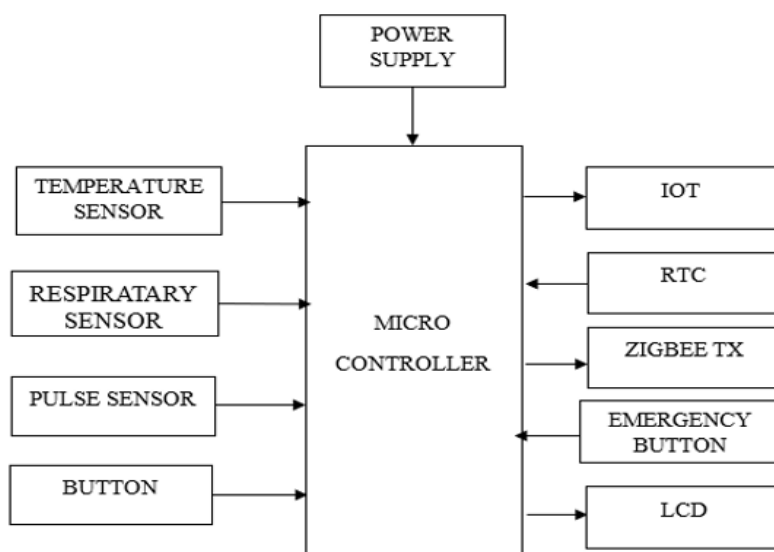 POWER
SUPPLY
TEMPERATURE
SENSOR
RESPIRATARY
SENSOR
PULSE SENSOR
BUTTON
MICRO
CONTROLLER
IOT
RTC
ZIGBEE TX
EMERGENCY
BUTTON
LCD